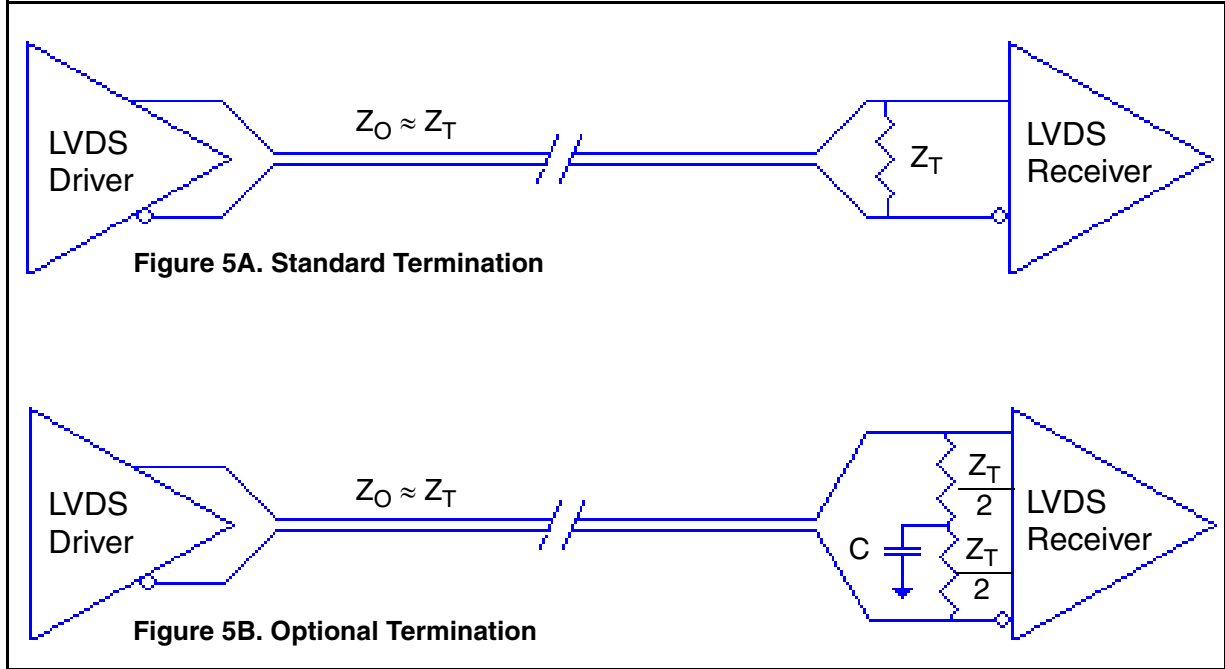 LVDS
Driver
Z_O ≈ Z_T
Z_T
LVDS
Receiver
Figure 5A. Standard Termination
LVDS
Driver
Z_O ≈ Z_T
C
Z_T
2
Z_T
2
LVDS
Receiver
Figure 5B. Optional Termination